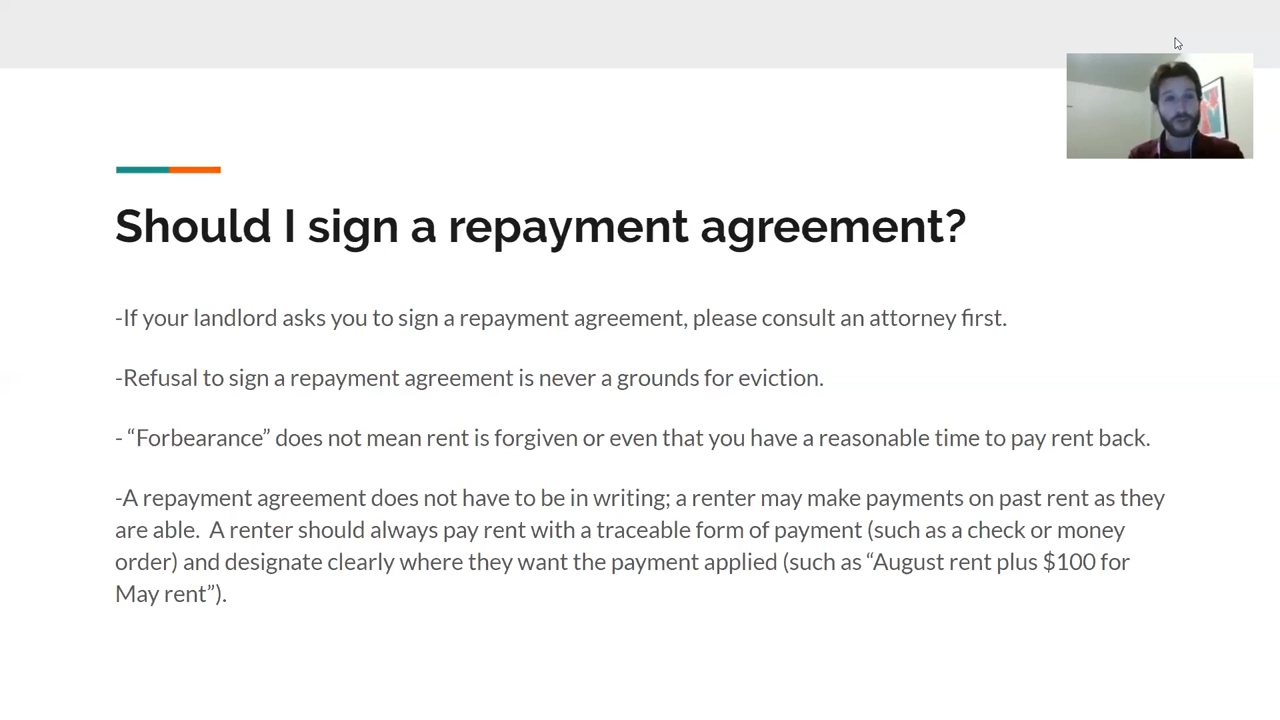 Should I sign a repayment agreement?
-If your landlord asks you to sign a repayment agreement, please consult an attorney first.
-Refusal to sign a repayment agreement is never a grounds for eviction.
- “Forbearance” does not mean rent is forgiven or even that you have a reasonable time to pay rent back.
-A repayment agreement does not have to be in writing; a renter may make payments on past rent as they
are able.  A renter should always pay rent with a traceable form of payment (such as a check or money
order) and designate clearly where they want the payment applied (such as “August rent plus $100 for
May rent”).